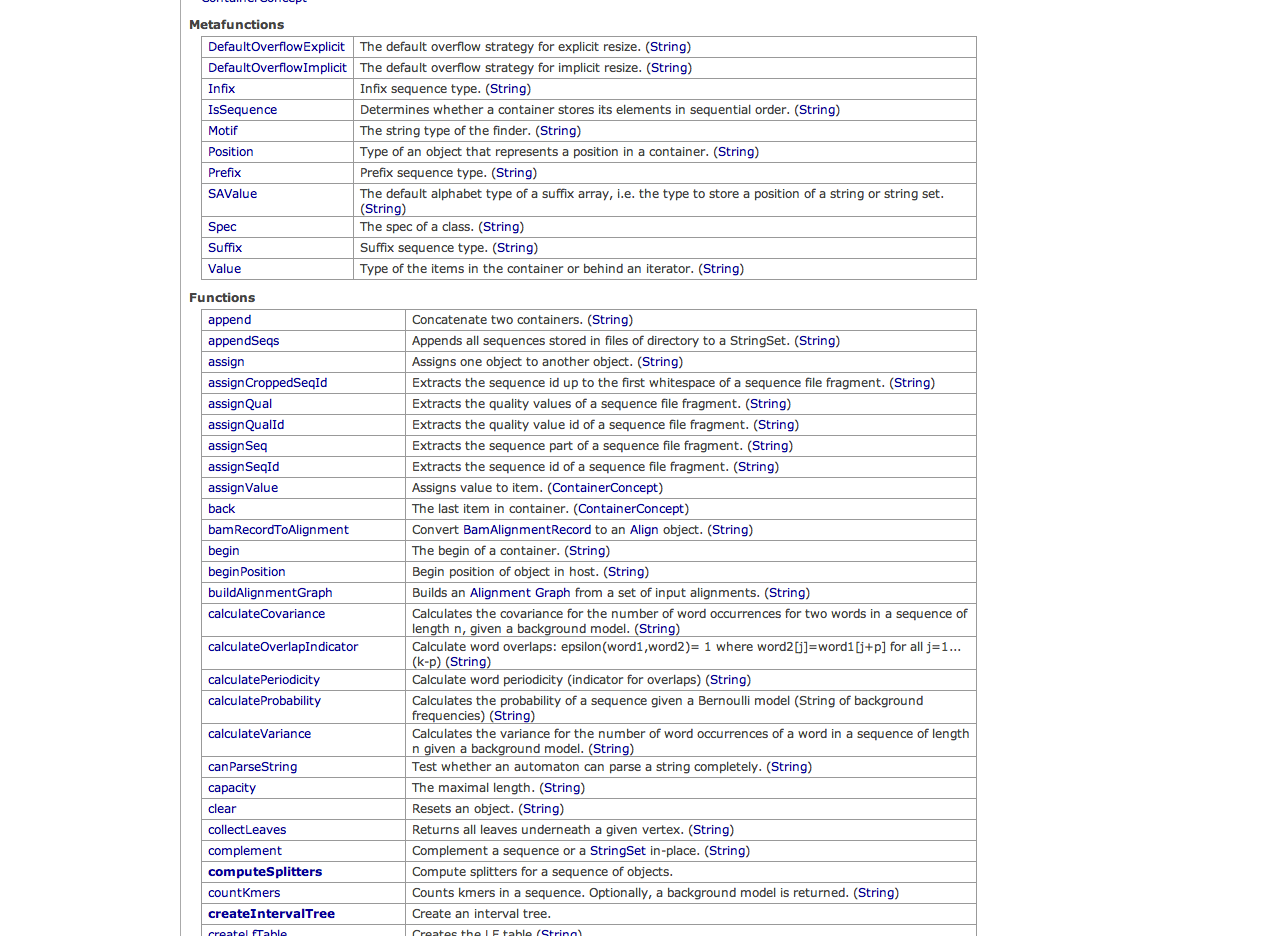 ContainerConcept
Metafunctions
DefaultOverflowExplicit The default overflow strategy for explicit resize. (String)
DefaultOverflowImplicit The default overflow strategy for implicit resize. (String)
Infix Infix sequence type. (String)
IsSequence Determines whether a container stores its elements in sequential order. (String)
Motif The string type of the finder. (String)
Position Type of an object that represents a position in a container. (String)
Prefix Prefix sequence type. (String)
SAValue The default alphabet type of a suffix array, i.e. the type to store a position of a string or string set.
(String)
Spec The spec of a class. (String)
Suffix Suffix sequence type. (String)
Value Type of the items in the container or behind an iterator. (String)
Functions
append Concatenate two containers. (String)
appendSeqs Appends all sequences stored in files of directory to a StringSet. (String)
assign Assigns one object to another object. (String)
assignCroppedSeqId Extracts the sequence id up to the first whitespace of a sequence file fragment. (String)
assignQual Extracts the quality values of a sequence file fragment. (String)
assignQualId Extracts the quality value id of a sequence file fragment. (String)
assignSeq Extracts the sequence part of a sequence file fragment. (String)
assignSeqId Extracts the sequence id of a sequence file fragment. (String)
assignValue Assigns value to item. (ContainerConcept)
back The last item in container. (ContainerConcept)
bamRecordToAlignment Convert BamAlignmentRecord to an Align object. (String)
begin The begin of a container. (String)
beginPosition Begin position of object in host. (String)
buildAlignmentGraph Builds an Alignment Graph from a set of input alignments. (String)
calculateCovariance Calculates the covariance for the number of word occurrences for two words in a sequence of
length n, given a background model. (String)
calculateOverlapIndicator Calculate word overlaps: epsilon(word1,word2)= 1 where word2[j]=word1[j+p] for all j=1...
(k-p) (String)
calculatePeriodicity Calculate word periodicity (indicator for overlaps) (String)
calculateProbability Calculates the probability of a sequence given a Bernoulli model (String of background
frequencies) (String)
calculateVariance Calculates the variance for the number of word occurrences of a word in a sequence of length
n given a background model. (String)
canParseString Test whether an automaton can parse a string completely. (String)
capacity The maximal length. (String)
clear Resets an object. (String)
collectLeaves Returns all leaves underneath a given vertex. (String)
complement Complement a sequence or a StringSet in-place. (String)
computeSplitters Compute splitters for a sequence of objects.
countKmers Counts kmers in a sequence. Optionally, a background model is returned. (String)
createIntervalTree Create an interval tree.
createLfTable Creates the LF table (String)